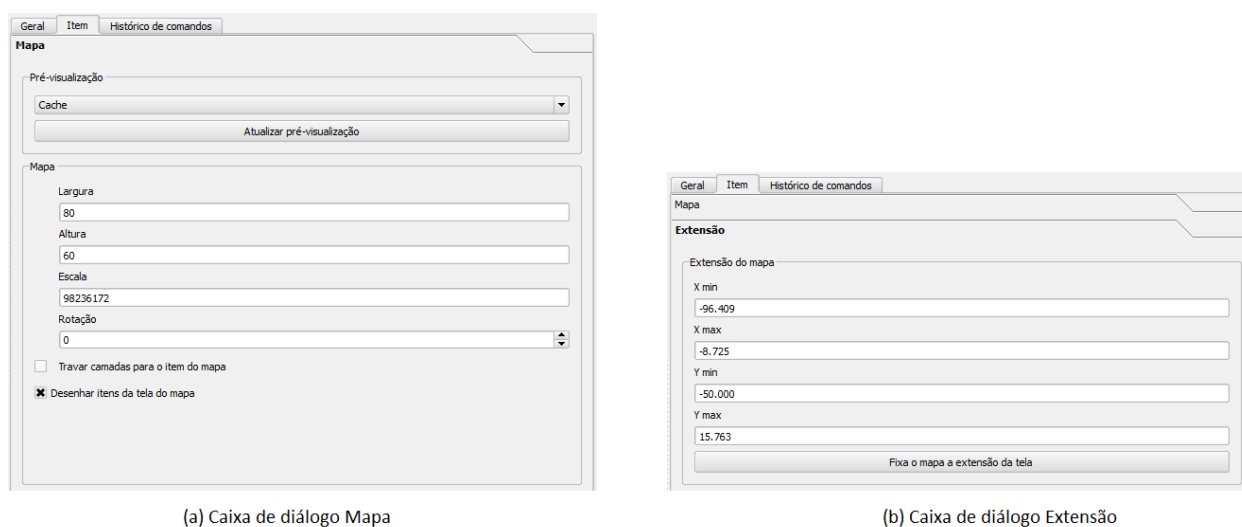 Geral Item Histórico de comandos
Mapa
Pré-visualização
Cache
Atualizar pré-visualização
Mapa
Largura
80
Altura
60
Escala
98236172
Rotação
0
Travar camadas para o item do mapa
Desenhar itens da tela do mapa
(a) Caixa de diálogo Mapa
Geral Item Histórico de comandos
Mapa
Extensão
Extensão do mapa
X min
-96.409
X max
-8.725
Y min
-50.000
Y max
15.763
Fixa o mapa a extensão da tela
(b) Caixa de diálogo Extensão